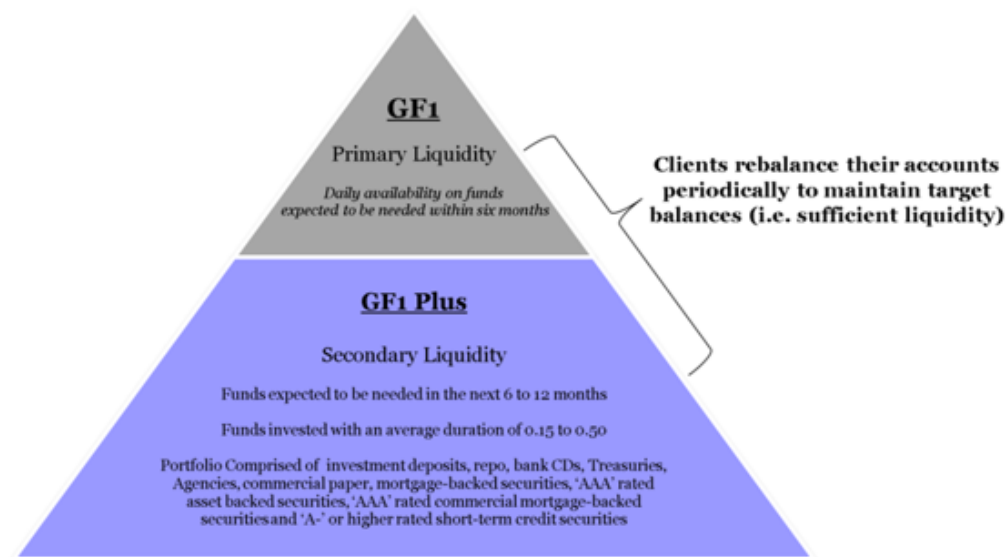 GF1
Primary Liquidity
Daily availability on funds
expected to be needed within six months
Clients rebalance their accounts
periodically to maintain target
balances (i.e. sufficient liquidity)
GF1 Plus
Secondary Liquidity
Funds expected to be needed in the next 6 to 12 months
Funds invested with an average duration of 0.15 to 0.50
Portfolio Comprised of investment deposits, repo, bank CDs, Treasuries,
Agencies, commercial paper, mortgage-backed securities, ‘AAA’ rated
asset backed securities, ‘AAA’ rated commercial mortgage-backed
securities and ‘A-’ or higher rated short-term credit securities